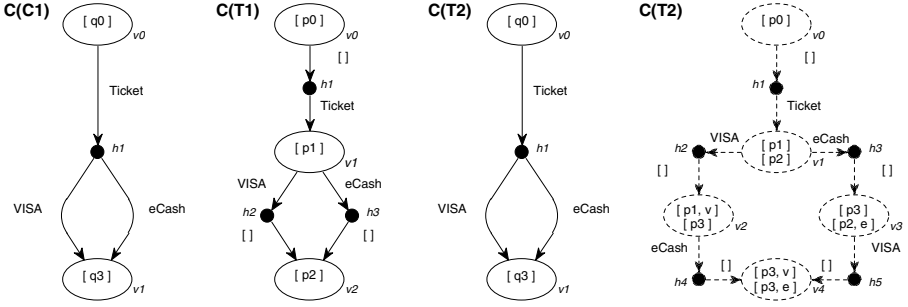 C(C1)
[ q0 ]
v0
Ticket
h1
VISA
eCash
[ q3 ]
v1
C(T1)
[ p0 ]
v0
[ ]
h1
Ticket
[ p1 ]
v1
VISA
eCash
h2
h3
[ ]
[ ]
[ p2 ]
v2
C(T2)
[ q0 ]
v0
Ticket
h1
VISA
eCash
[ q3 ]
v1
C(T2)
[ p0 ]
v0
[ ]
h1
Ticket
VISA
eCash
h2
[ p1 ]
[ p2 ]
v1
h3
[ ]
[ ]
[ p1, v ]
[ p3 ]
v2
[ p3 ]
[ p2, e ]
v3
eCash
VISA
[ ]
[ ]
h4
[ p3, v ]
[ p3, e ]
v4
h5